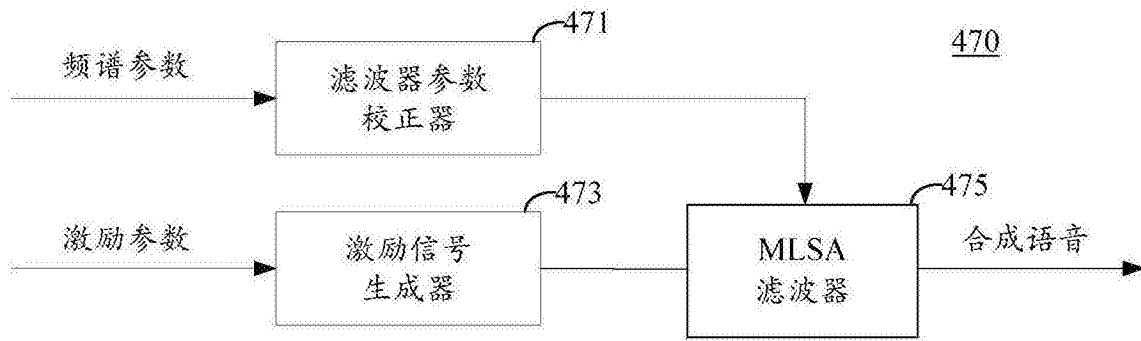 471
470
频谱参数
滤波器参数
校正器
473
475
激励参数
激励信号
生成器
MLSA
滤波器
合成语音